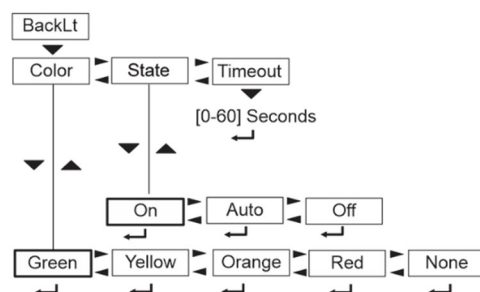 BackLt
Color State Timeout
[0-60] Seconds
On Auto Off
Green Yellow Orange Red None